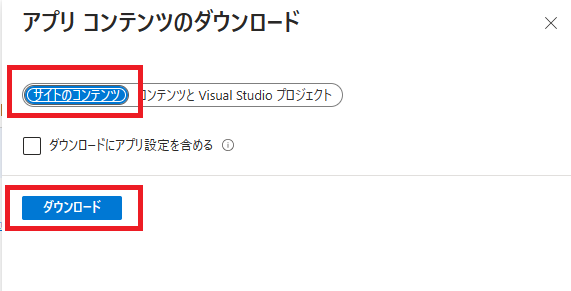 アプリ コンテンツのダウンロード
サイトのコンテンツ コンテンツと Visual Studio プロジェクト
ダウンロードにアプリ設定を含める
ダウンロード